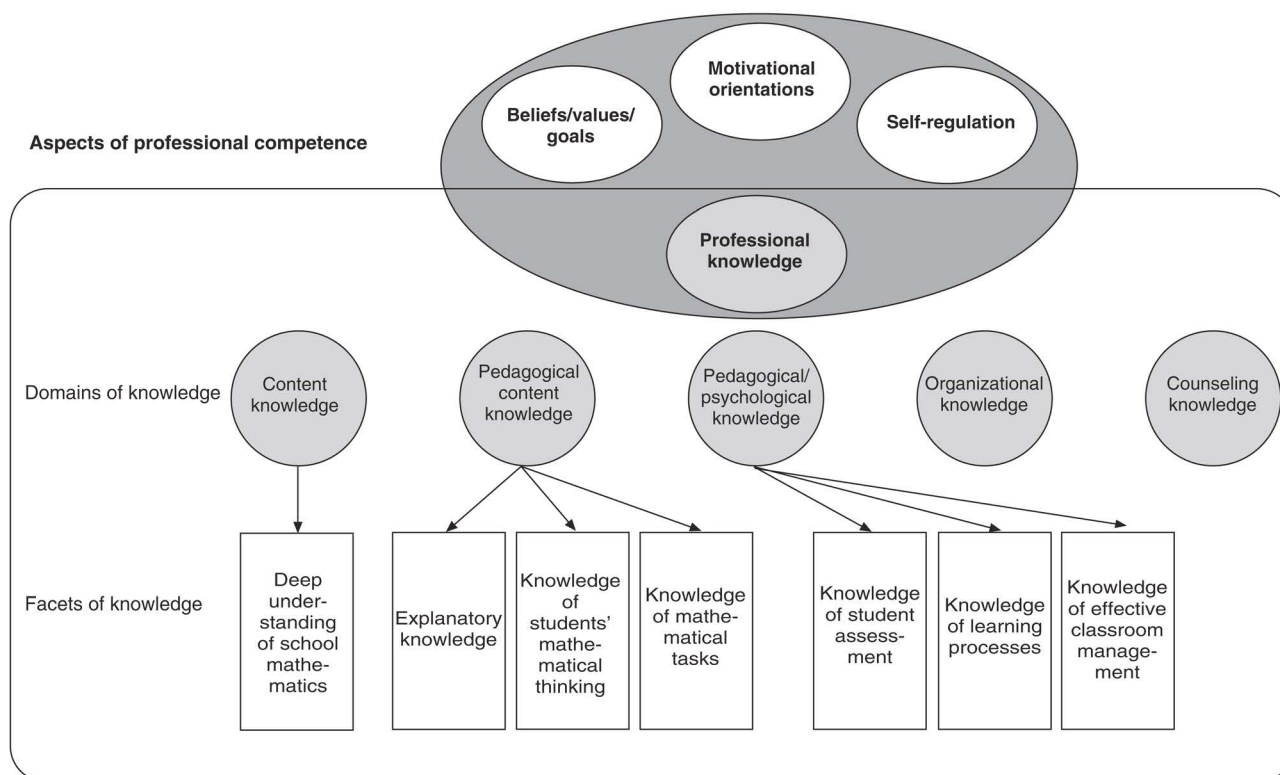 Motivational
orientations
Beliefs/values/
goals
Self-regulation
Aspects of professional competence
Professional
knowledge
Domains of knowledge
Content
knowledge
Pedagogical
content
knowledge
Pedagogical/
psychological
knowledge
Organizational
knowledge
Counseling
knowledge
Facets of knowledge
Deep
under-
standing
of school
mathe-
matics
Explanatory
knowledge
Knowledge
of
students’
mathe-
matical
thinking
Knowledge
of mathe-
matical
tasks
Knowledge
of student
assess-
ment
Knowledge
of learning
processes
Knowledge
of effective
classroom
manage-
ment